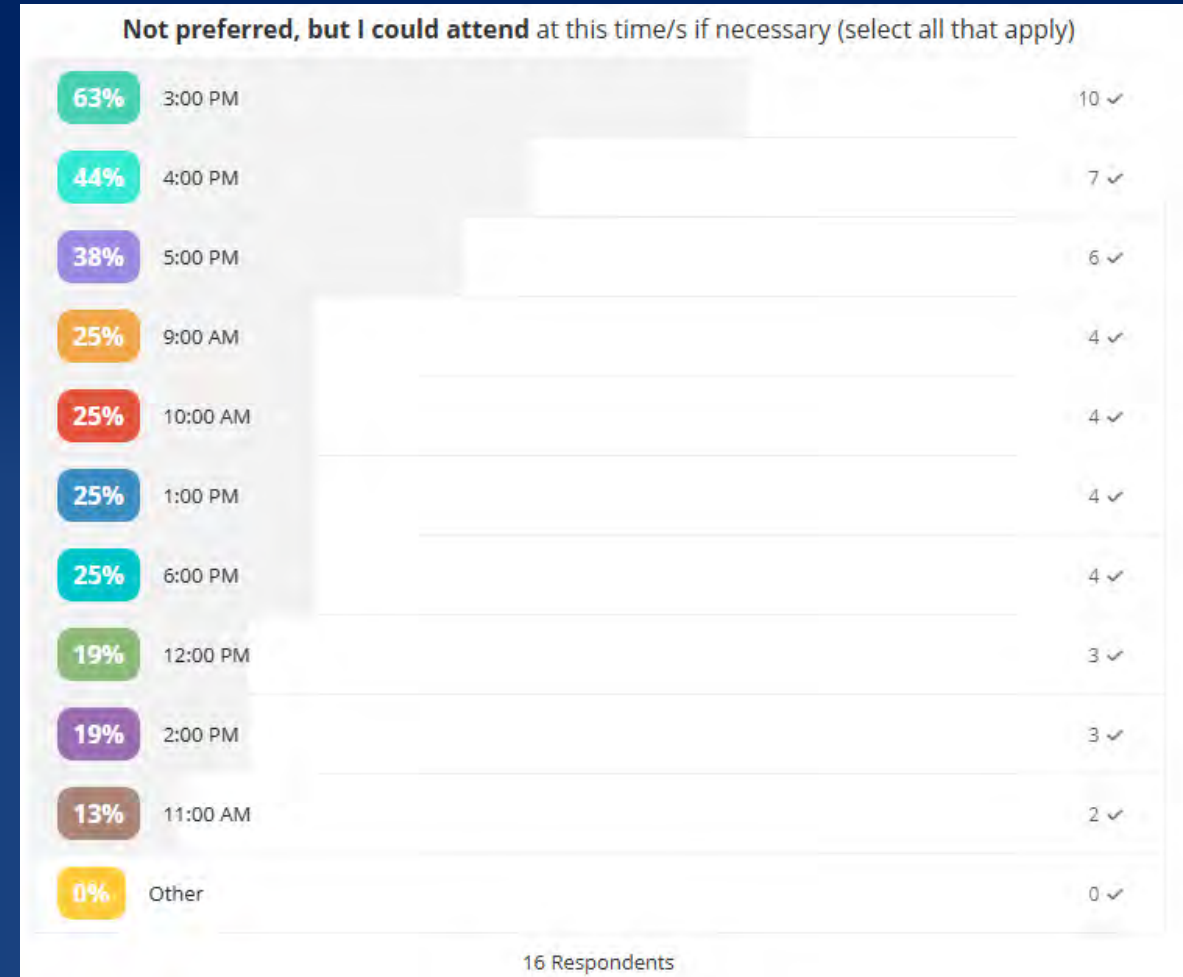 Not preferred, but I could attend at this time/s if necessary (select all that apply)
63% 3:00 PM 10 ✓
44% 4:00 PM 7 ✓
38% 5:00 PM 6 ✓
25% 9:00 AM 4 ✓
25% 10:00 AM 4 ✓
25% 1:00 PM 4 ✓
25% 6:00 PM 4 ✓
19% 12:00 PM 3 ✓
19% 2:00 PM 3 ✓
13% 11:00 AM 2 ✓
0% Other 0 ✓
16 Respondents